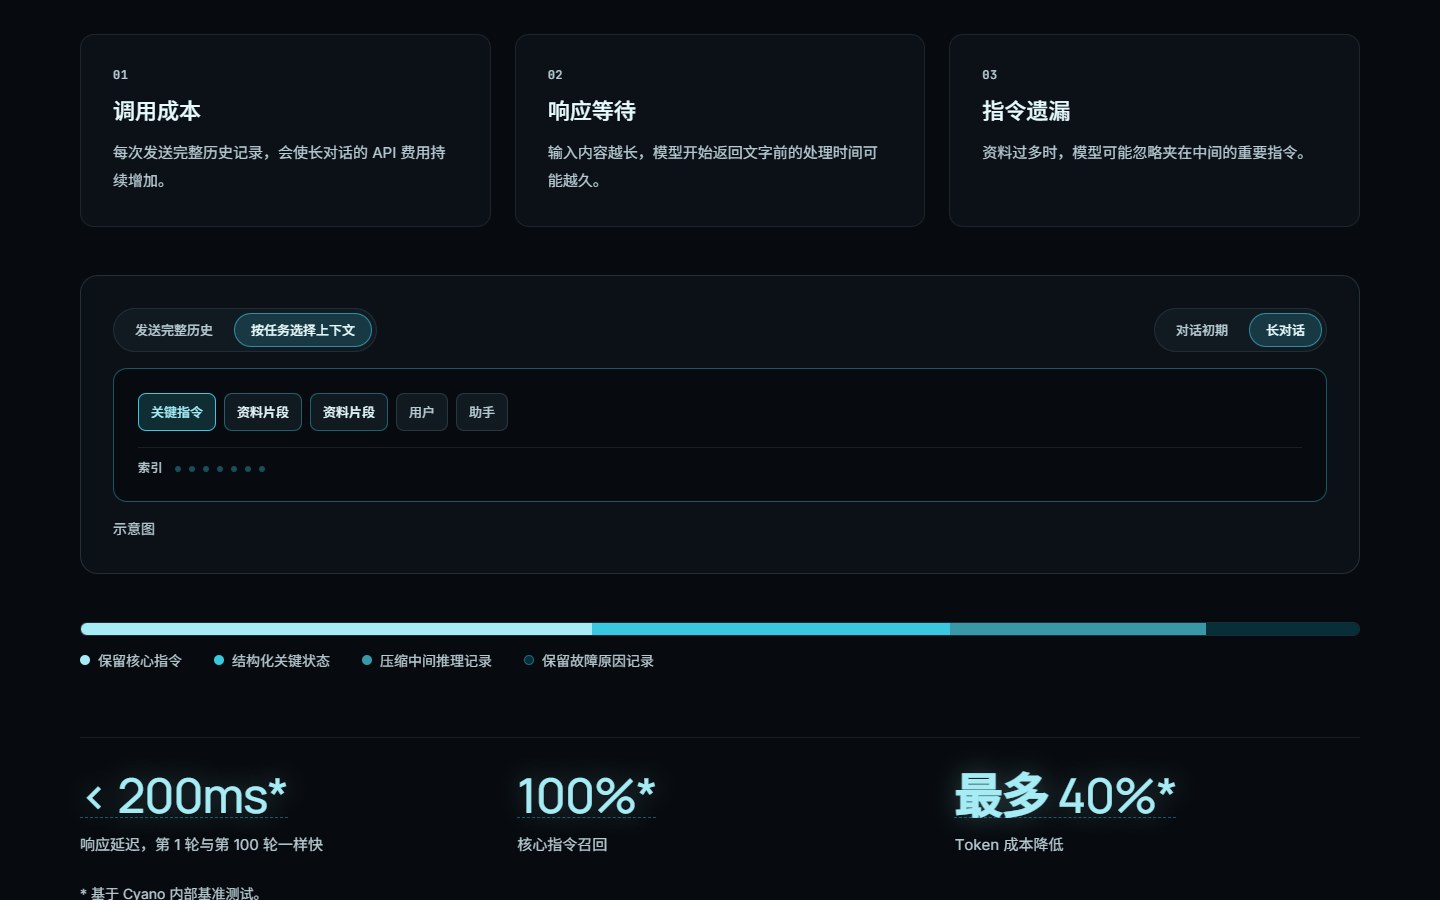 01
调用成本
每次发送完整历史记录，会使长对话的 API 费用持
续增加。
02
响应等待
输入内容越长，模型开始返回文字前的处理时间可
能越久。
03
指令遗漏
资料过多时，模型可能忽略夹在中间的重要指令。
发送完整历史 按任务选择上下文
对话初期 长对话
关键指令 资料片段 资料片段 用户 助手
索引
示意图
保留核心指令 结构化关键状态 压缩中间推理记录 保留故障原因记录
< 200ms*
响应延迟，第 1 轮与第 100 轮一样快
100%*
核心指令召回
最多 40%*
Token 成本降低
* 基于 Cyano 内部基准测试。